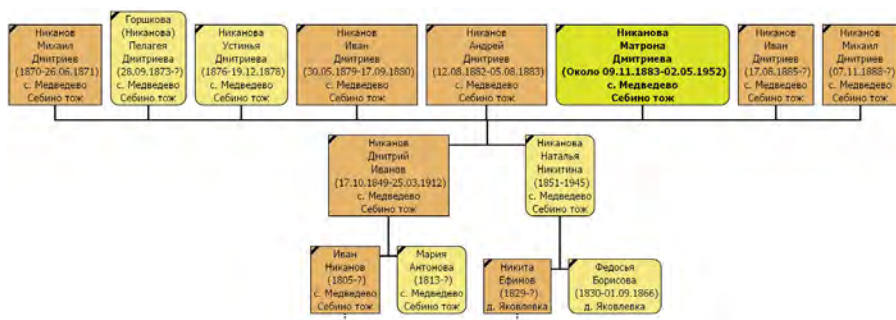 Никанов
Михаил
Дмитриев
(1870-26.06.1871)
с. Медведево
Себино тож
Горшкова
(Никанова)
Пелагея
Дмитриева
(28.09.1873-?)
с. Медведево
Себино тож
Никанова
Устинья
Дмитриева
(1876-19.12.1878)
с. Медведево
Себино тож
Никанов
Иван
Дмитриев
(30.05.1879-17.09.1880)
с. Медведево
Себино тож
Никанов
Андрей
Дмитриев
(12.08.1882-05.08.1883)
с. Медведево
Себино тож
Никанова
Матрона
Дмитриева
(Около 09.11.1883-02.05.1952)
с. Медведево
Себино тож
Никанов
Иван
Дмитриев
(17.08.1885-?)
с. Медведево
Себино тож
Никанов
Михаил
Дмитриев
(07.11.1888-?)
с. Медведево
Себино тож
Никанов
Дмитрий
Иванов
(17.10.1849-25.03.1912)
с. Медведево
Себино тож
Никанова
Наталья
Никитина
(1851-1945)
с. Медведево
Себино тож
Иван
Никанов
(1805-?)
с. Медведево
Себино тож
Мария
Антонова
(1813-?)
с. Медведево
Себино тож
Никита
Ефинов
(1829-?)
д. Яковлевка
Федосья
Борисова
(1830-01.09.1866)
д. Яковлевка